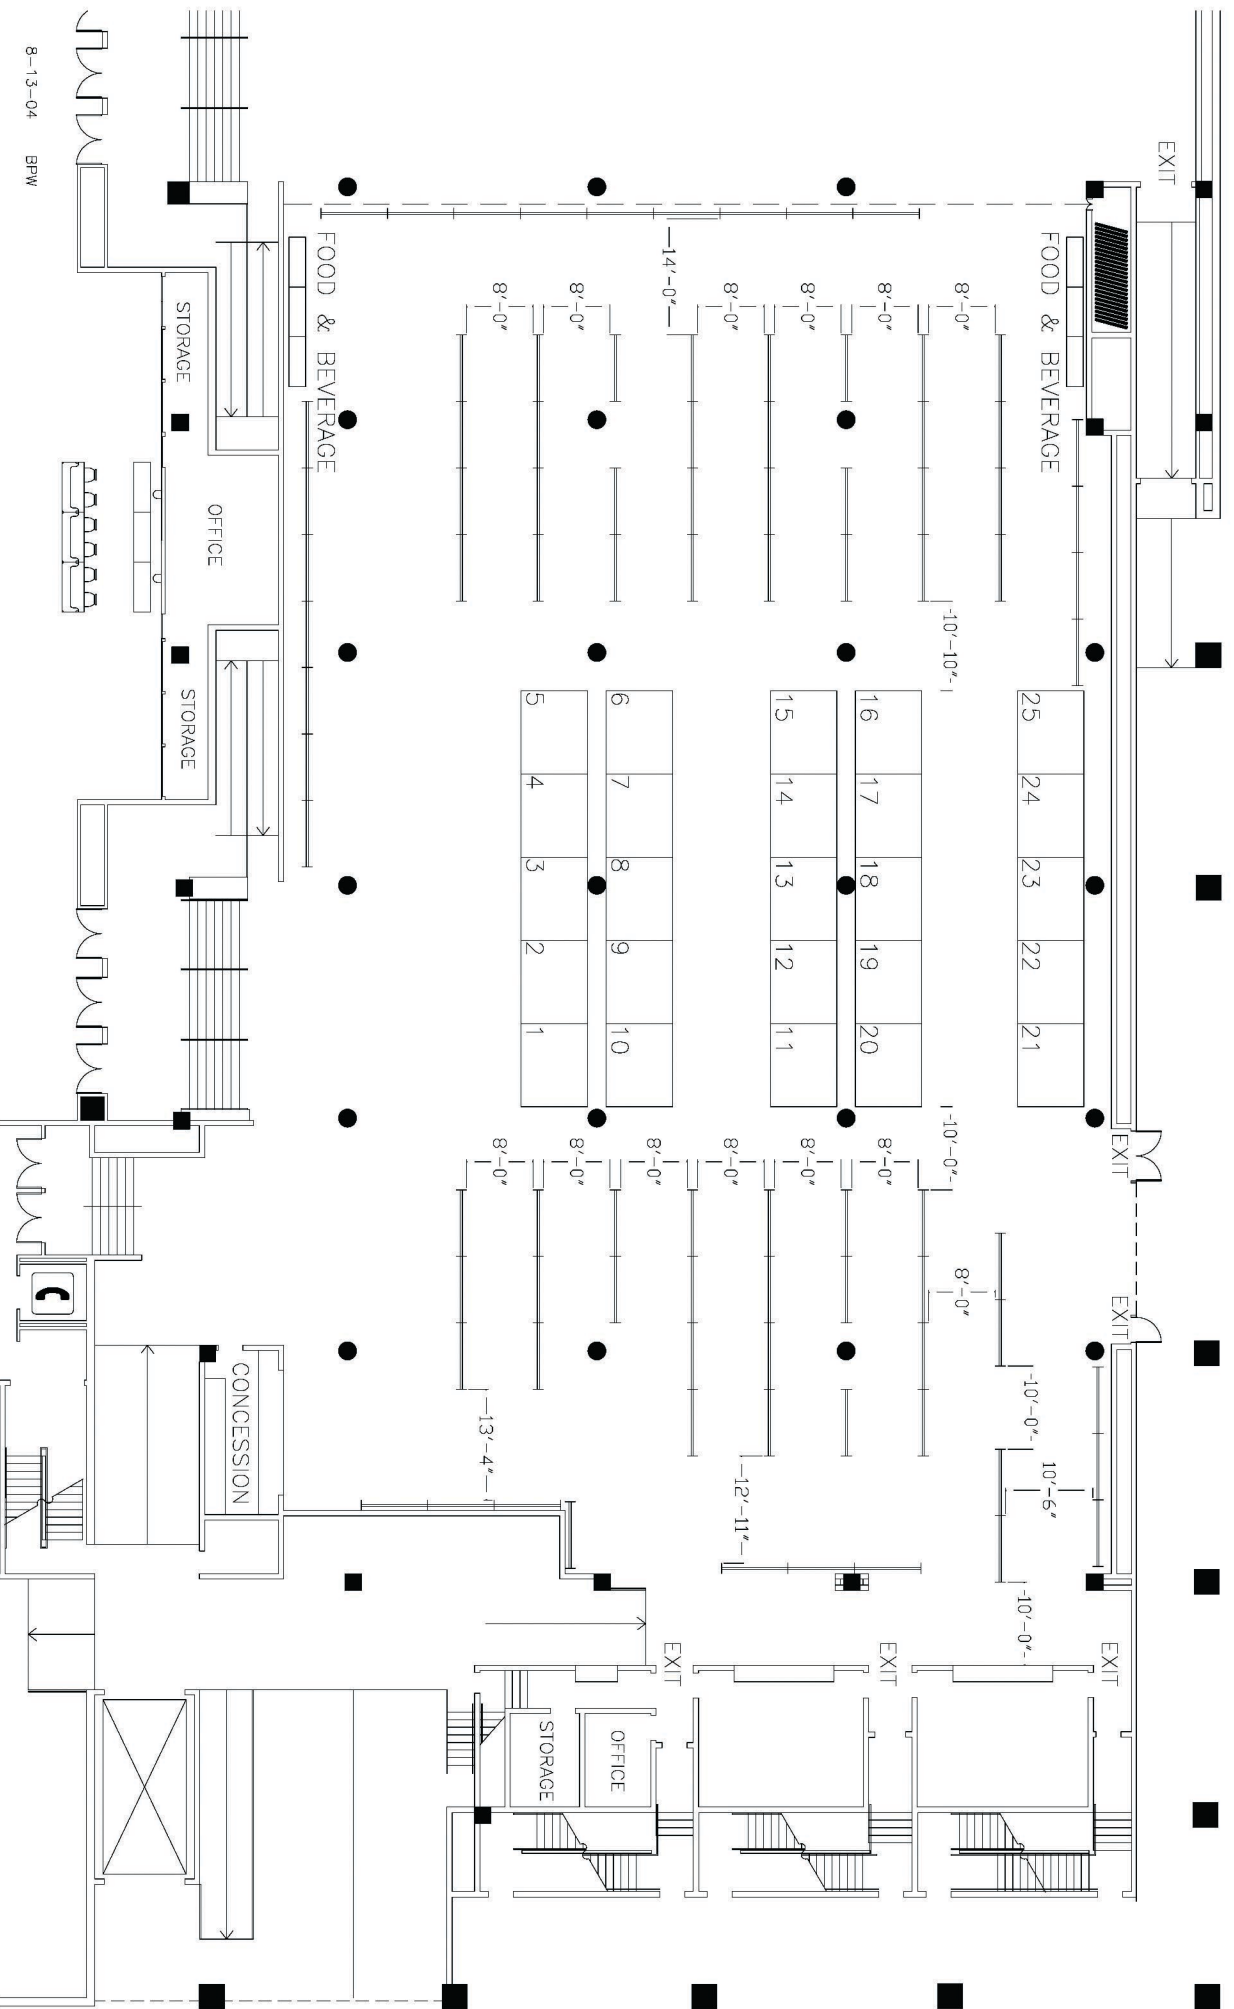 EXIT
EXIT
EXIT
EXIT
FOOD & BEVERAGE
10'-6"
25 24 23 22 21
10'-0"
10'-0"
8'-0"
8'-0"
10'-10"
10'-0"
8'-0"
8'-0"
EXIT
16 17 18 19 20
8'-0"
8'-0"
15 14 13 12 11
8'-0"
8'-0"
12'-11"
14'-0"
8'-0"
EXIT
6 7 8 9 10
OFFICE
8'-0"
8'-0"
5 4 3 2 1
STORAGE
8'-0"
8'-0"
13'-4"
FOOD & BEVERAGE
CONCESSION
OFFICE
STORAGE
STORAGE
8-13-04 BPW